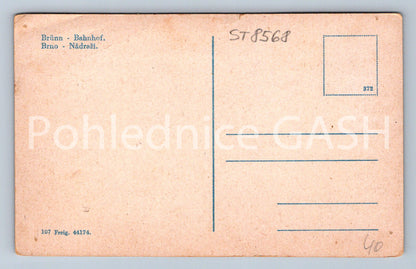 Brünn - Bahnhof.
Brno - Nádraží.
ST8568
372
Pohlednice GASH
107 Freig. 44174.
40